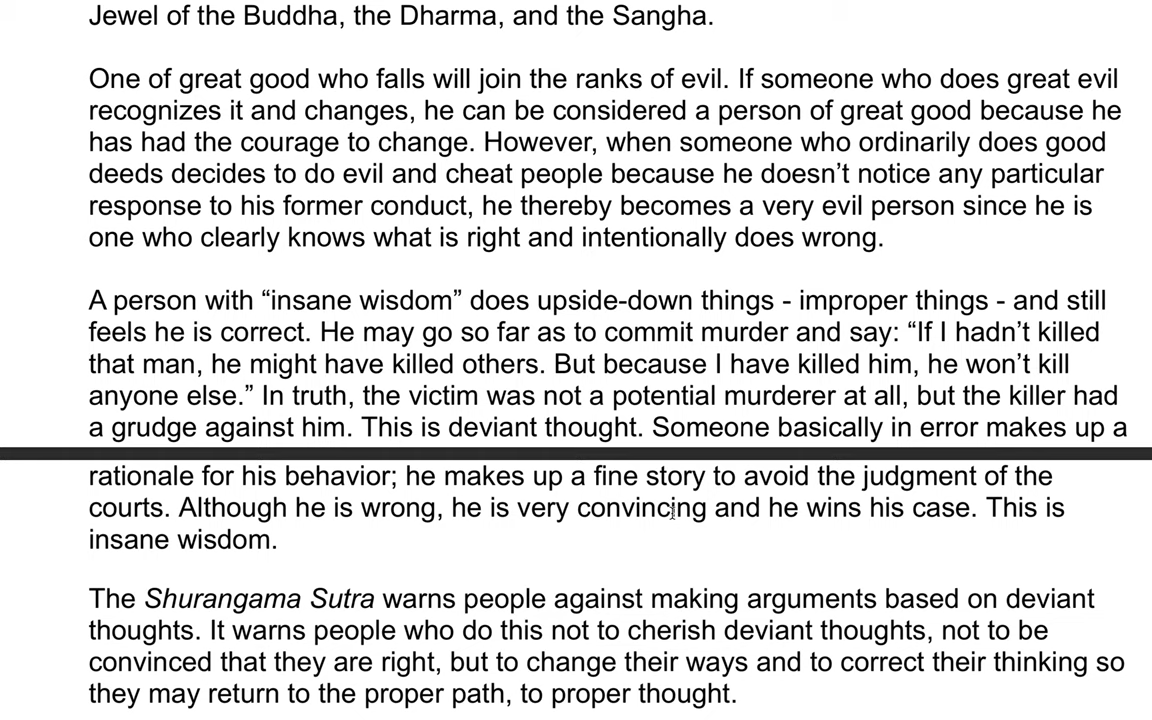 Jewel of the Buddha, the Dharma, and the Sangha.
One of great good who falls will join the ranks of evil. If someone who does great evil
recognizes it and changes, he can be considered a person of great good because he
has had the courage to change. However, when someone who ordinarily does good
deeds decides to do evil and cheat people because he doesn’t notice any particular
response to his former conduct, he thereby becomes a very evil person since he is
one who clearly knows what is right and intentionally does wrong.
A person with “insane wisdom” does upside-down things - improper things - and still
feels he is correct. He may go so far as to commit murder and say: “If I hadn’t killed
that man, he might have killed others. But because I have killed him, he won’t kill
anyone else.” In truth, the victim was not a potential murderer at all, but the killer had
a grudge against him. This is deviant thought. Someone basically in error makes up a
rationale for his behavior; he makes up a fine story to avoid the judgment of the
courts. Although he is wrong, he is very convincing and he wins his case. This is
insane wisdom.
The Shurangama Sutra warns people against making arguments based on deviant
thoughts. It warns people who do this not to cherish deviant thoughts, not to be
convinced that they are right, but to change their ways and to correct their thinking so
they may return to the proper path, to proper thought.